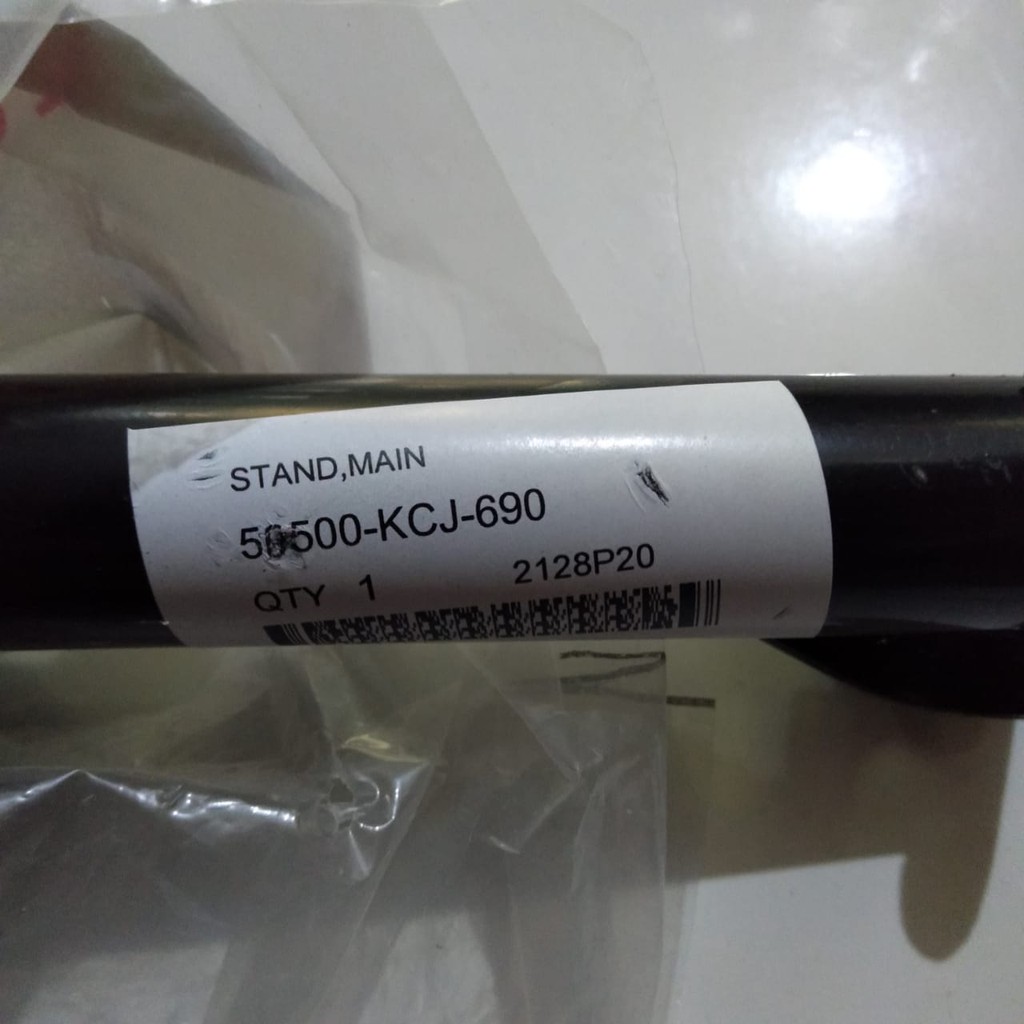 STAND,MAIN
50500-KCJ-690
QTY 1 2128P20